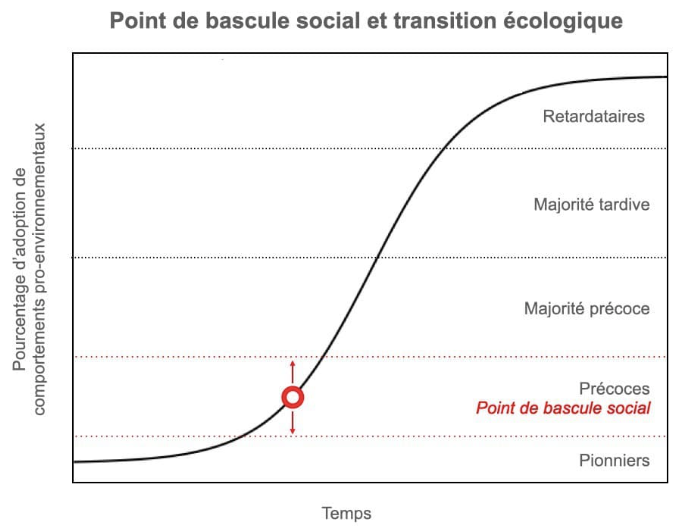 Point de bascule social et transition écologique
Pourcentage d'adoption de
comportements pro-environnementaux
Retardataires
Majorité tardive
Majorité précoce
Précoces
Point de bascule social
Pionniers
Temps